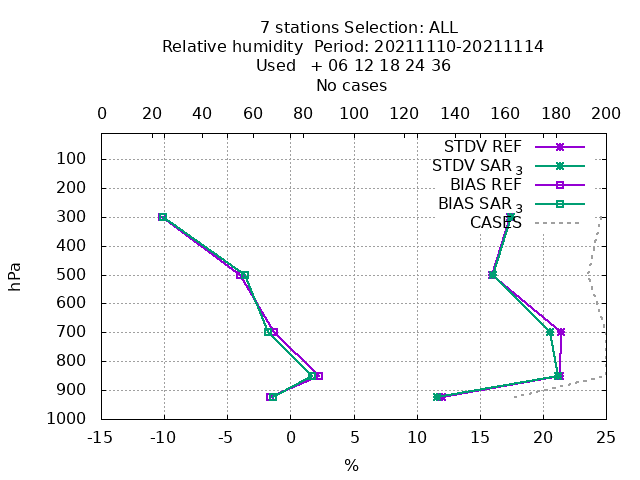 7 stations Selection: ALL
Relative humidity  Period: 20211110-20211114
Used   + 06 12 18 24 36
No cases
0 20 40 60 80 100 120 140 160 180 200
STDV REF
STDV SAR 3
BIAS REF
BIAS SAR 3
CASES
100
200
300
400
500
600
700
800
900
1000
hPa
-15 -10 -5 0 5 10 15 20 25
%